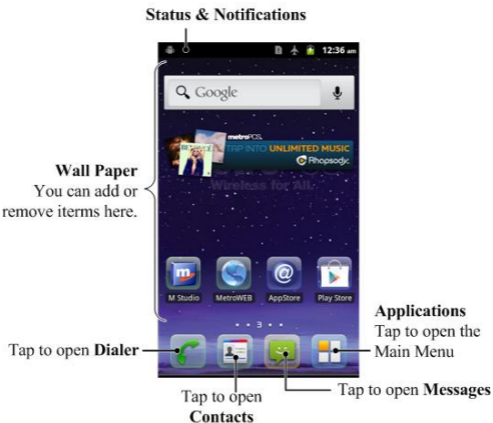 Status & Notifications
12:36 am
Google
metroPCS.
TAP INTO UNLIMITED MUSIC
Rhapsody
Wireless for All.
Wall Paper
You can add or
remove iterms here.
M Studio MetroWEB AppStore Play Store
3
Applications
Tap to open the
Main Menu
Tap to open Dialer
Tap to open Messages
Tap to open
Contacts